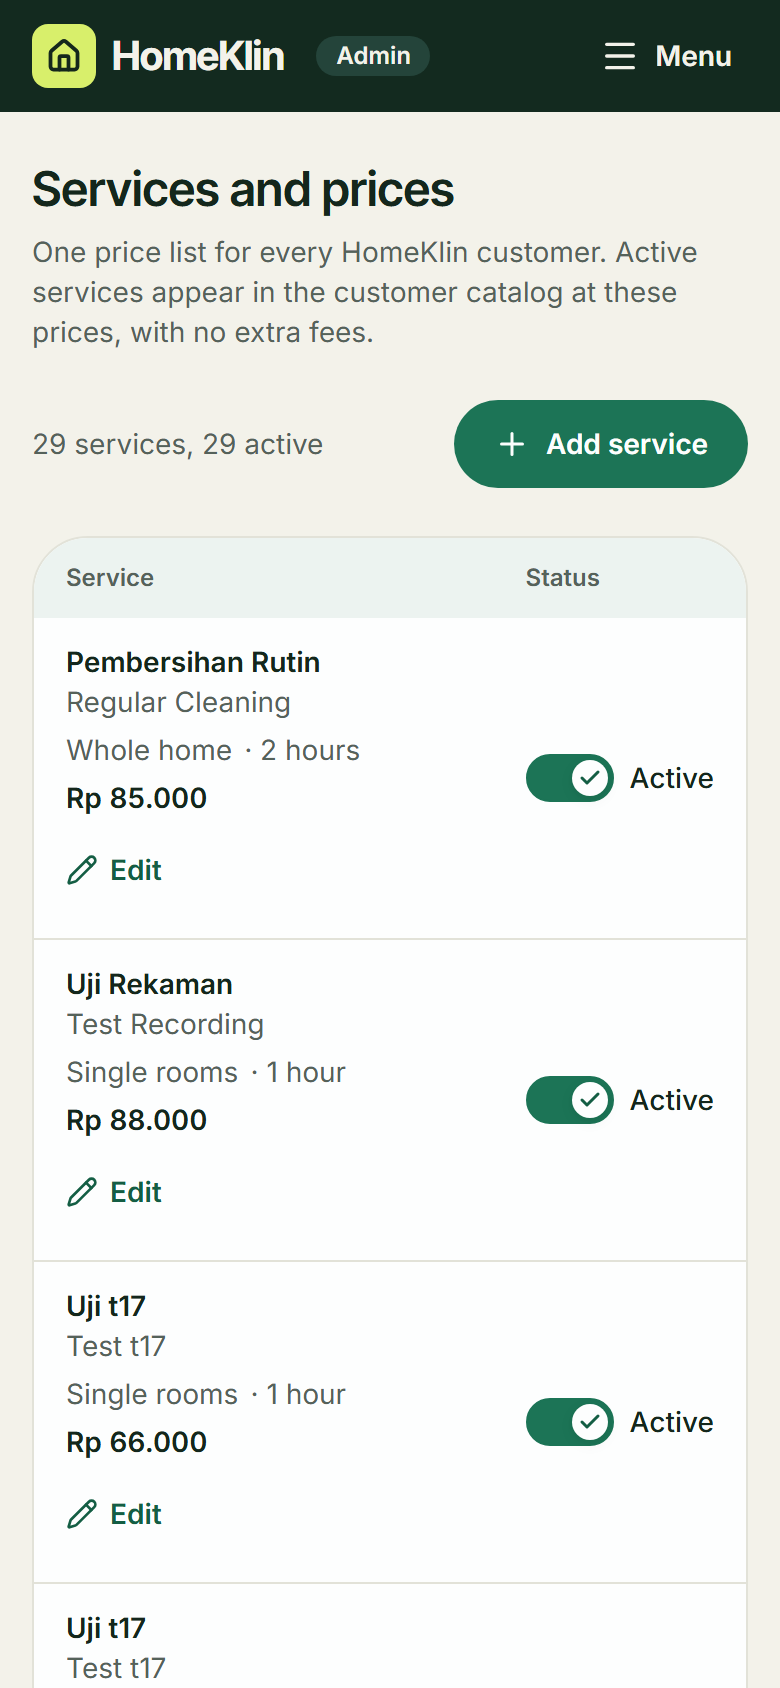 HomeKlin
Admin
Menu
Services and prices
One price list for every HomeKlin customer. Active
services appear in the customer catalog at these
prices, with no extra fees.
29 services, 29 active
Add service
Service
Status
Pembersihan Rutin
Regular Cleaning
Whole home · 2 hours
Rp 85.000
Active
Edit
Uji Rekaman
Test Recording
Single rooms · 1 hour
Rp 88.000
Active
Edit
Uji t17
Test t17
Single rooms · 1 hour
Rp 66.000
Active
Edit
Uji t17
Test t17